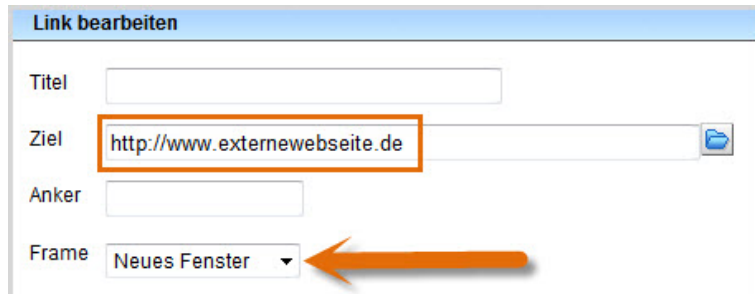 Link bearbeiten
Titel
Ziel http://www.externewebseite.de
Anker
Frame Neues Fenster